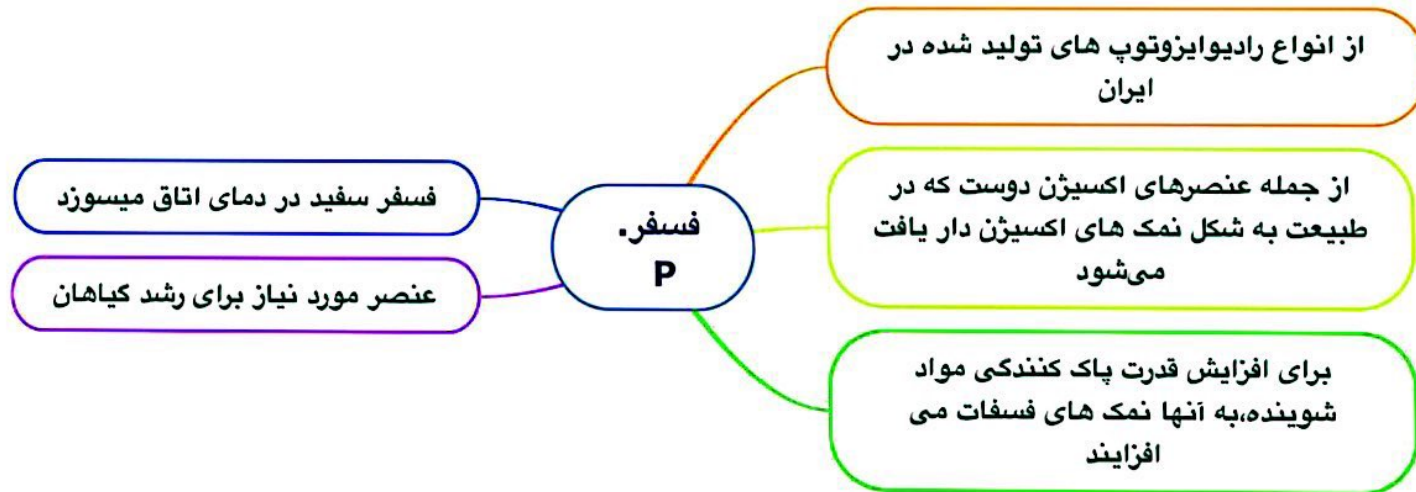 فسفر.
P
از انواع رادیوایزوتوپ های تولید شده در
ایران
از جمله عنصرهای اکسیژن دوست که در
طبیعت به شکل نمک های اکسیژن دار یافت
می‌شود
برای افزایش قدرت پاک کنندگی مواد
شوینده،به آنها نمک های فسفات می
افزایند
فسفر سفید در دمای اتاق میسوزد
عنصر مورد نیاز برای رشد گیاهان